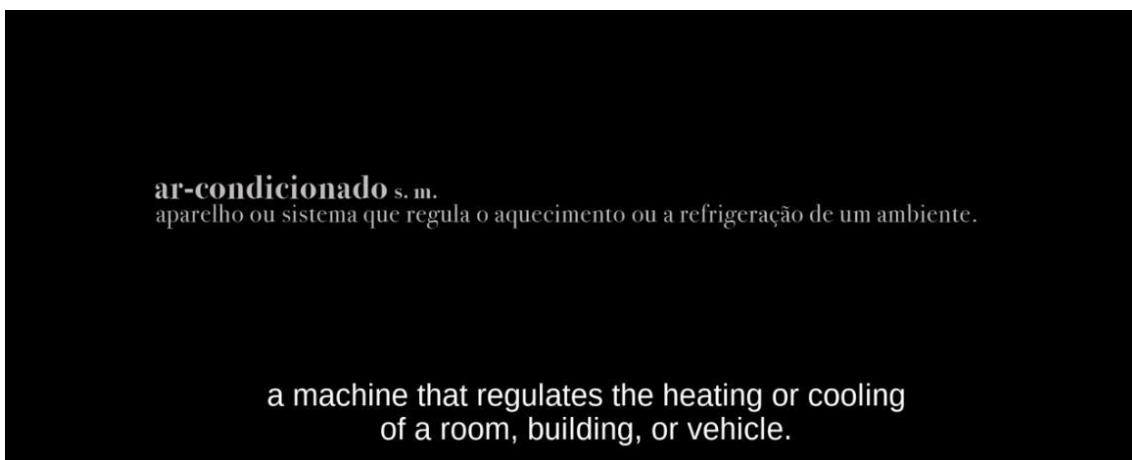 ar-condicionado s. m.
aparelho ou sistema que regula o aquecimento ou a refrigeração de um ambiente.
a machine that regulates the heating or cooling
of a room, building, or vehicle.